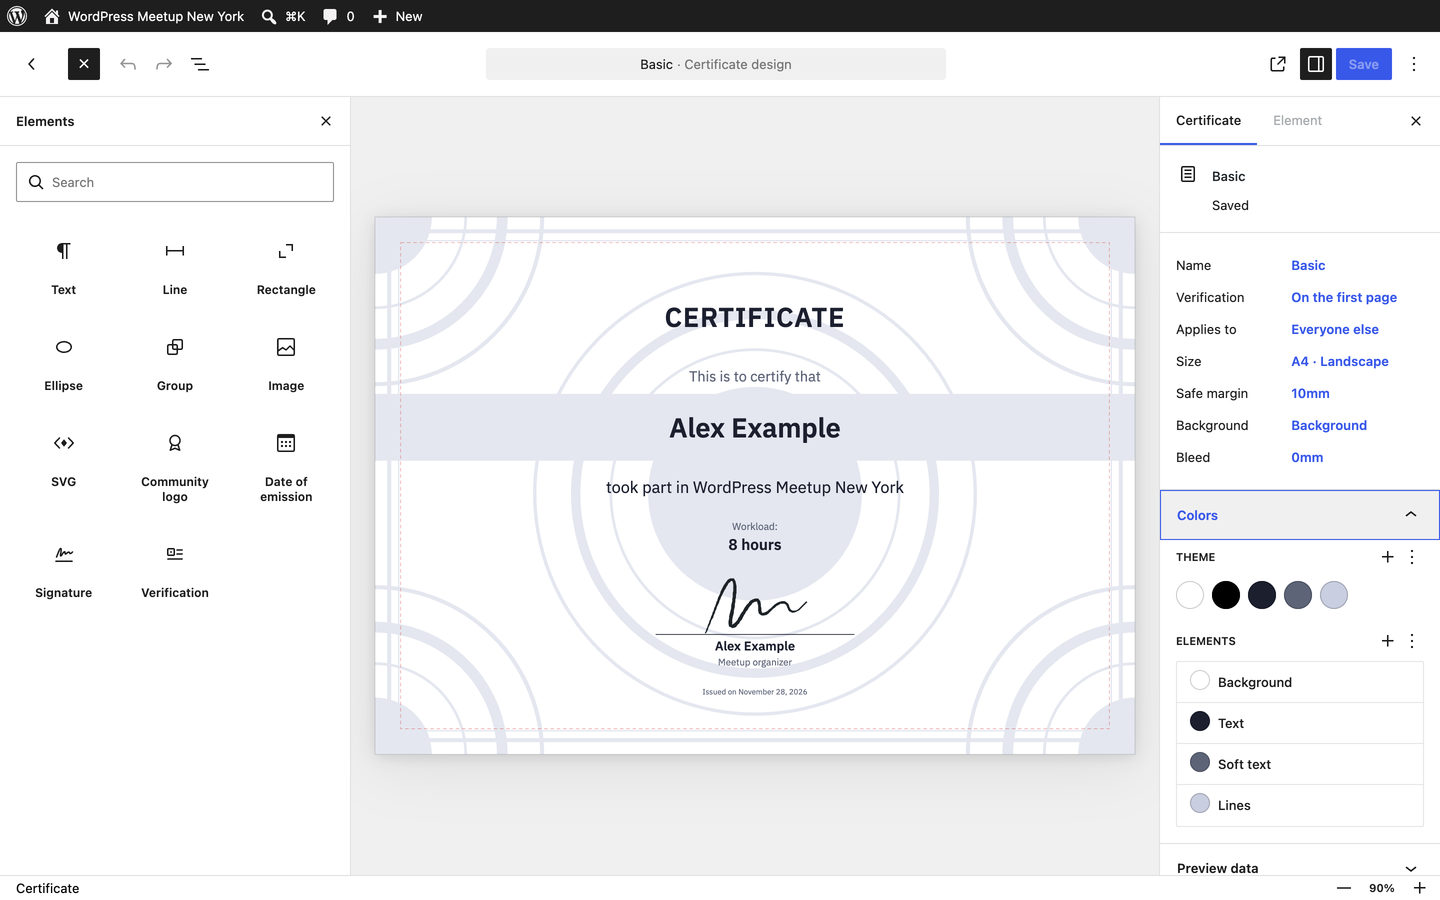 WordPress Meetup New York
⌘K
0
New
Basic · Certificate design
Save
Elements
Search
Text
Line
Rectangle
Ellipse
Group
Image
SVG
Community
logo
Date of
emission
Signature
Verification
CERTIFICATE
This is to certify that
Alex Example
took part in WordPress Meetup New York
Workload:
8 hours
Alex Example
Meetup organizer
Issued on November 28, 2026
Certificate
Element
Basic
Saved
Name
Basic
Verification
On the first page
Applies to
Everyone else
Size
A4 · Landscape
Safe margin
10mm
Background
Background
Bleed
0mm
Colors
THEME
ELEMENTS
Background
Text
Soft text
Lines
Preview data
Certificate
90%